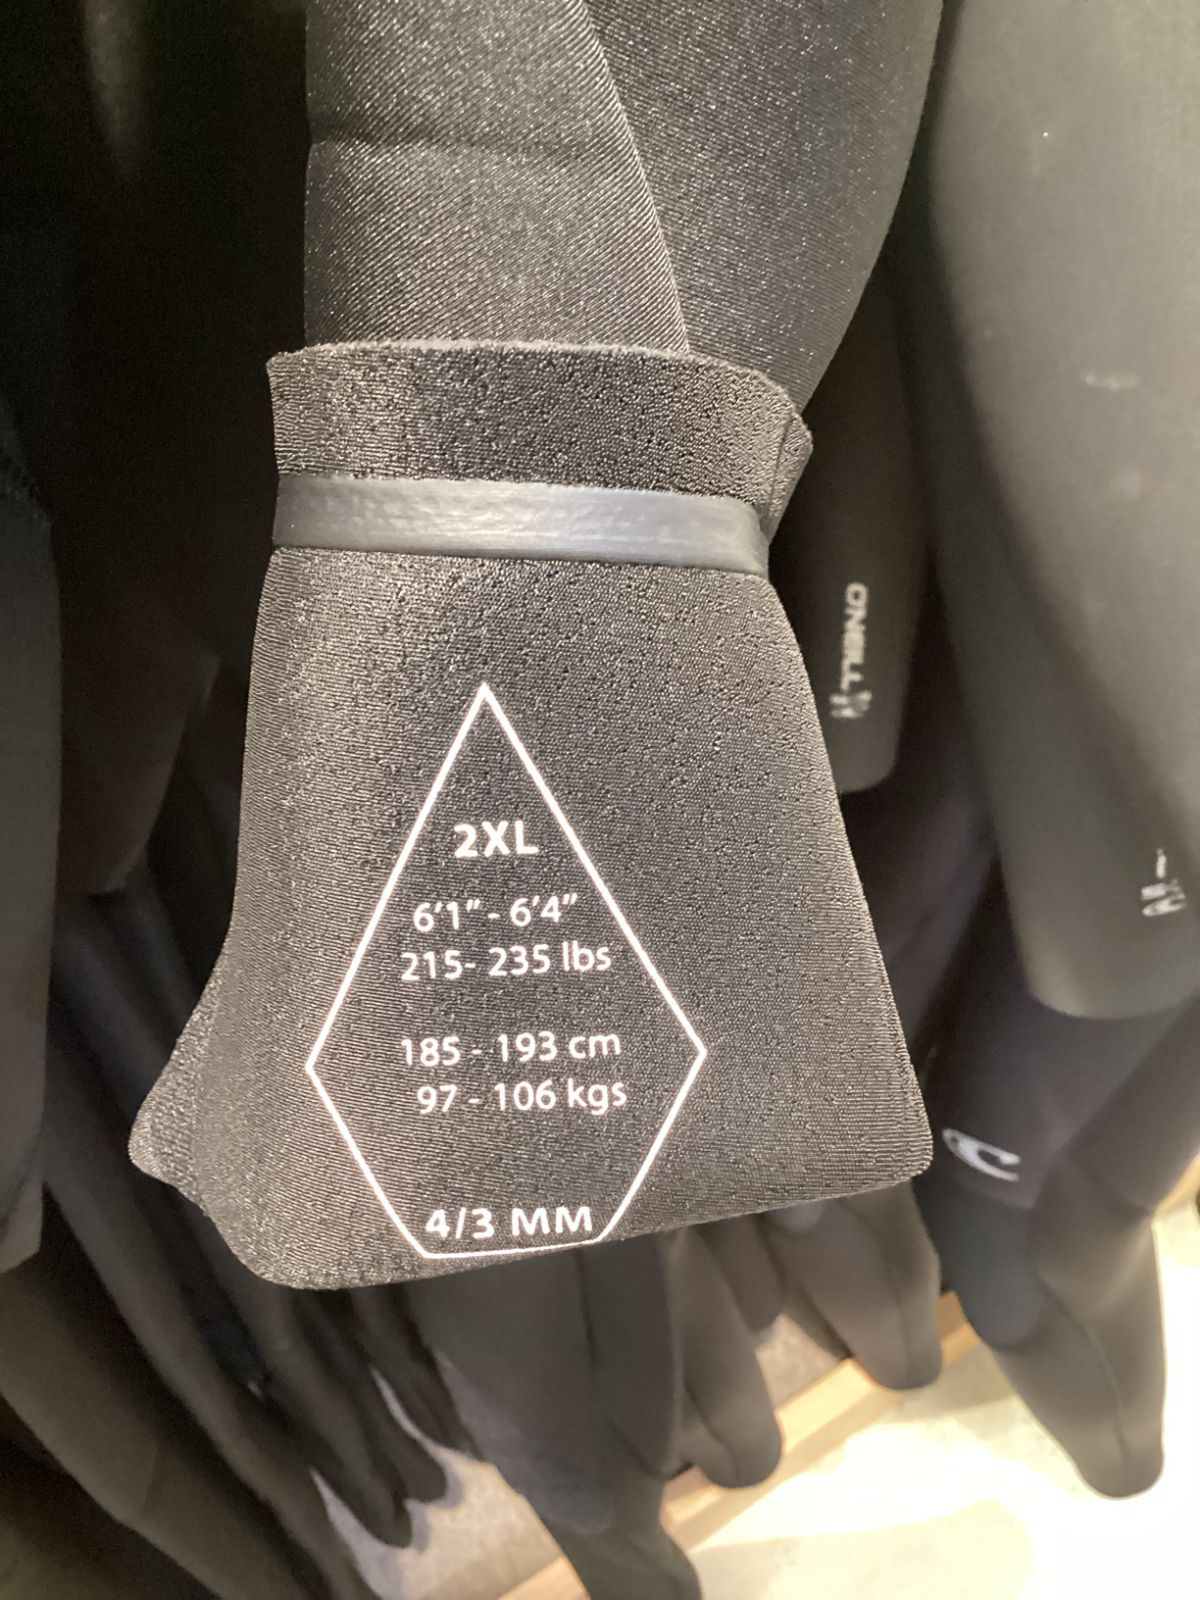 2XL
6'1" - 6'4"
215- 235 lbs
185 - 193 cm
97 - 106 kgs
4/3 MM
O'NEILL